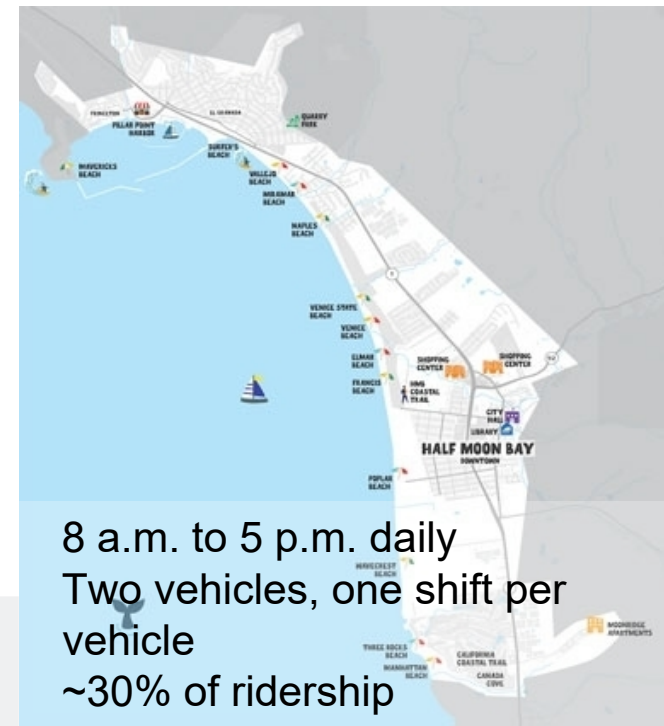 PRINCETON
PILLAR POINT
HARBOR
EL GRANADA
QUARRY
PARK
MAVERICKS
BEACH
SURFER'S
BEACH
VALLEJO
BEACH
MIRAMAR
BEACH
NAPLES
BEACH
1
VENICE STATE
BEACH
VENICE
BEACH
ELMAR
BEACH
FRANCIS
BEACH
SHOPPING
CENTER
SHOPPING
CENTER
92
HMB
COASTAL
TRAIL
CITY
HALL
LIBRARY
HALF MOON BAY
DOWNTOWN
POPLAR
BEACH
8 a.m. to 5 p.m. daily
WAVECREST
BEACH
Two vehicles, one shift per
vehicle
~30% of ridership
MOONRIDGE
APARTMENTS
THREE ROCKS
BEACH
MANHATTAN
BEACH
CALIFORNIA
COASTAL TRAIL
CANADA
COVE